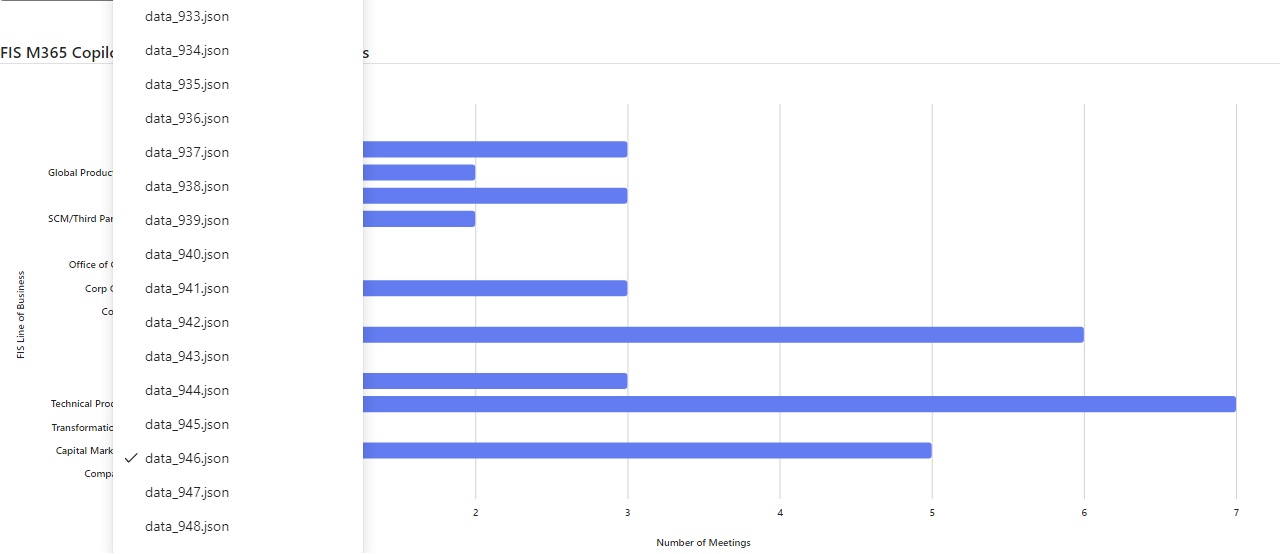 data_933.json
FIS M365 Copilo
s
data_934.json
data_935.json
data_936.json
data_937.json
Global Produc
data_938.json
SCM/Third Par
data_939.json
data_940.json
Office of
Corp
data_941.json
Co
data_942.json
FIS Line of Business
data_943.json
data_944.json
Technical Proc
data_945.json
Transformatio
Capital Mark
data_946.json
Compa
data_947.json
2
3
4
5
6
7
data_948.json
Number of Meetings